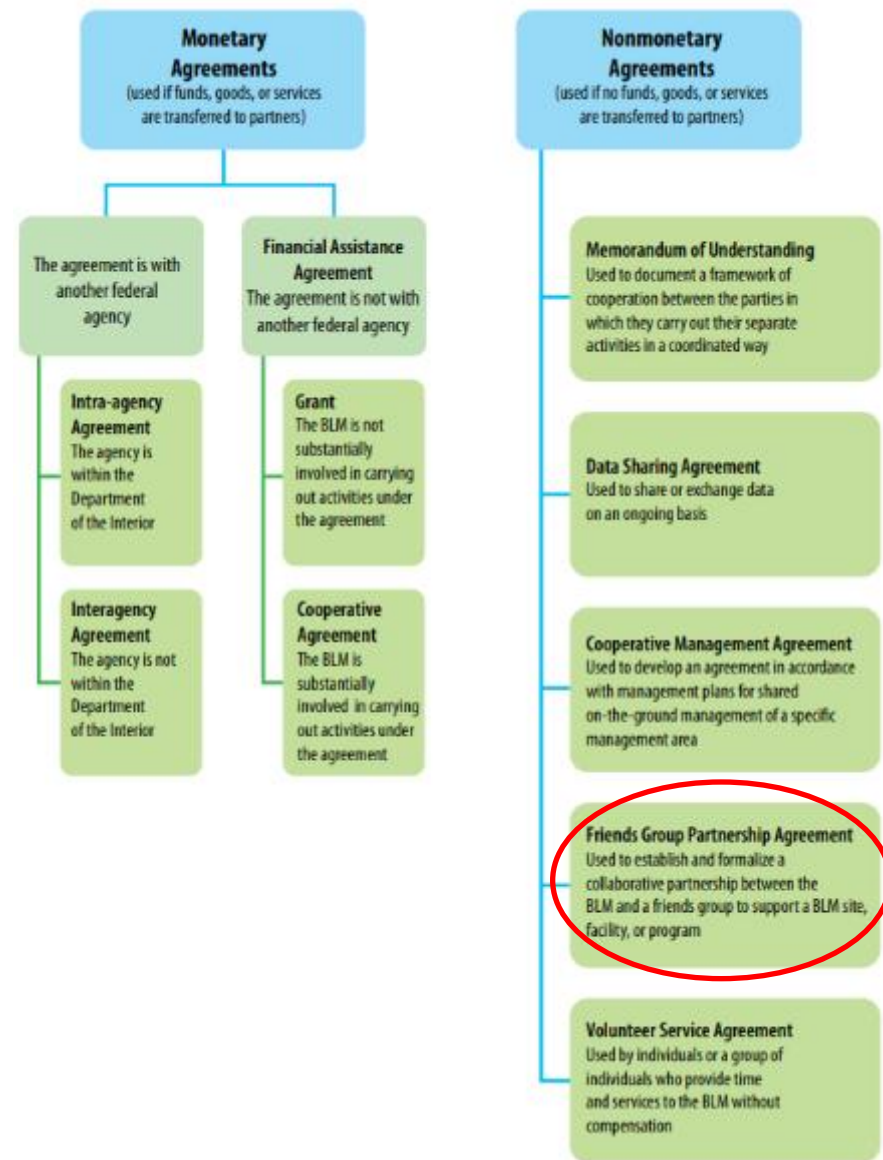 Monetary
Agreements
(used if funds, goods, or services
are transferred to partners)
The agreement is with
another federal
agency
Financial Assistance
Agreement
The agreement is not with
another federal agency
Intra-agency
Agreement
The agency is
within the
Department
of the Interior
Grant
The BLM is not
substantially
involved in carrying
out activities under
the agreement
Interagency
Agreement
The agency is not
within the
Department
of the Interior
Cooperative
Agreement
The BLM is
substantially
involved in carrying
out activities under
the agreement
Nonmonetary
Agreements
(used if no funds, goods, or services
are transferred to partners)
Memorandum of Understanding
Used to document a framework of
cooperation between the parties in
which they carry out their separate
activities in a coordinated way
Data Sharing Agreement
Used to share or exchange data
on an ongoing basis
Cooperative Management Agreement
Used to develop an agreement in accordance
with management plans for shared
on-the-ground management of a specific
management area
Friends Group Partnership Agreement
Used to establish and formalize a
collaborative partnership between the
BLM and a friends group to support a BLM site,
facility, or program
Volunteer Service Agreement
Used by individuals or a group of
individuals who provide time
and services to the BLM without
compensation